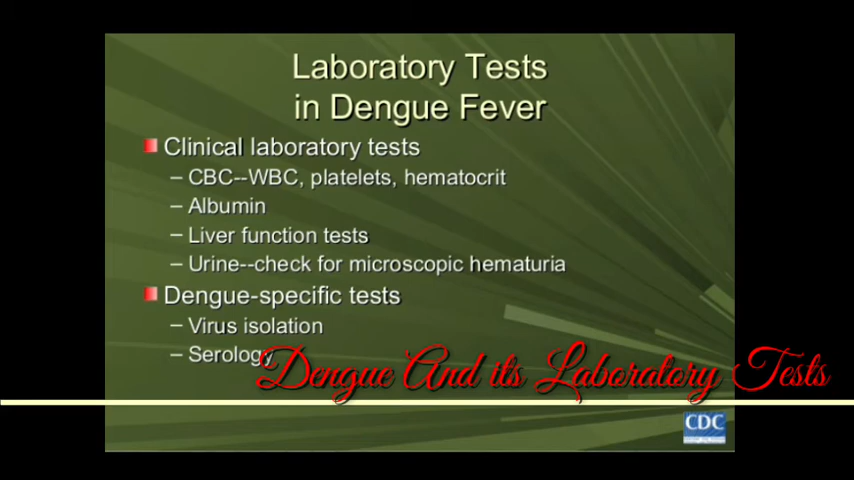 Laboratory Tests
in Dengue Fever
Clinical laboratory tests
– CBC--WBC, platelets, hematocrit
– Albumin
– Liver function tests
– Urine--check for microscopic hematuria
Dengue-specific tests
– Virus isolation
– Serology
Dengue And its Laboratory Tests
CDC